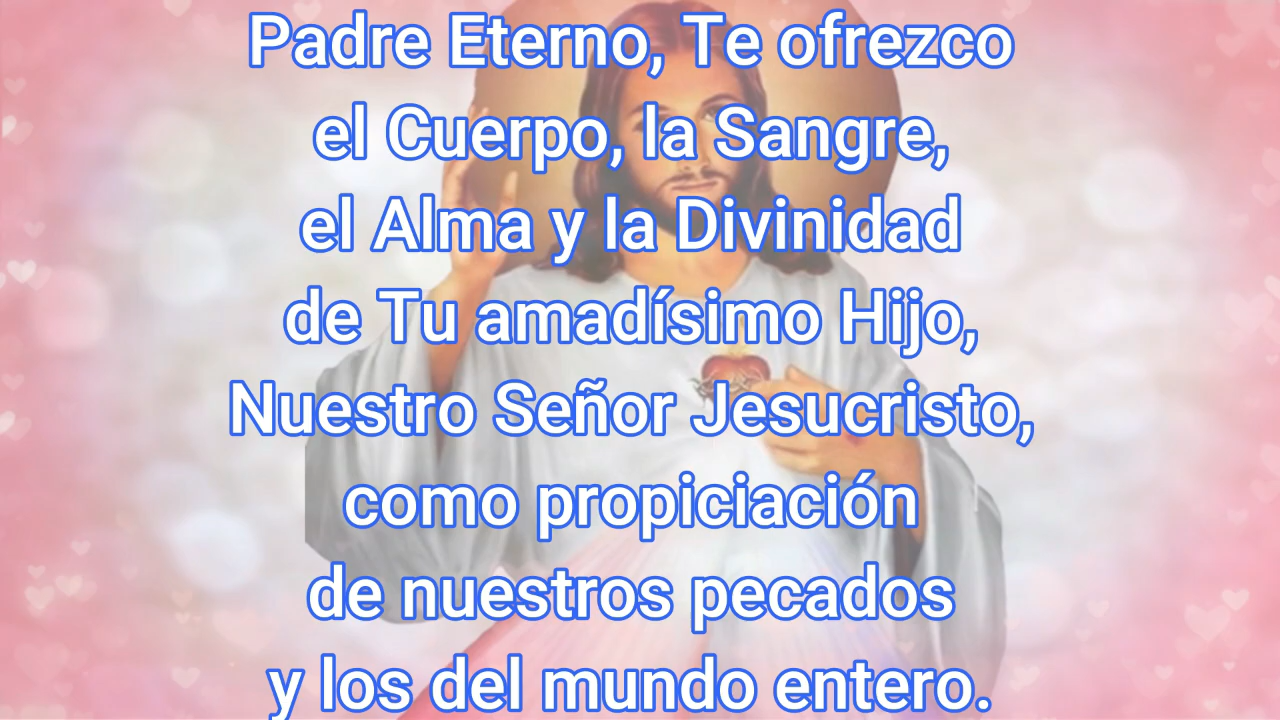 Padre Eterno, Te ofrezco
el Cuerpo, la Sangre,
el Alma y la Divinidad
de Tu amadísimo Hijo,
Nuestro Señor Jesucristo,
como propiciación
de nuestros pecados
y los del mundo entero.